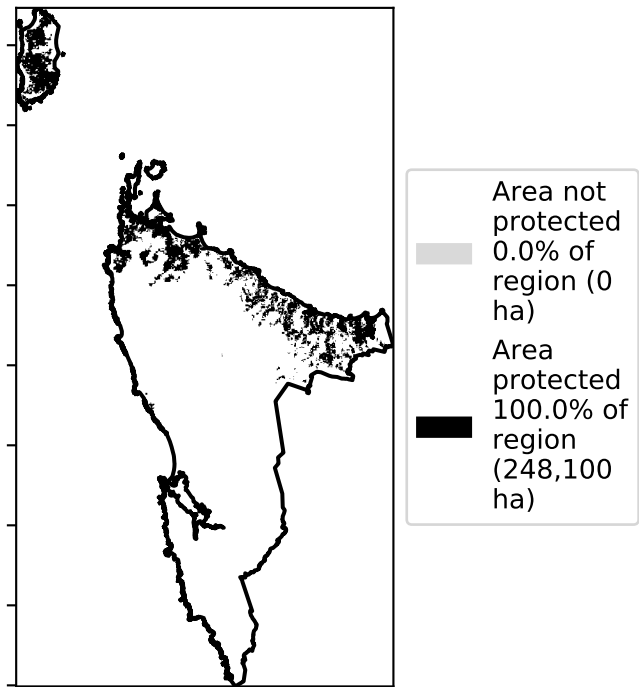 Area not
protected
0.0% of
region (0
ha)
Area
protected
100.0% of
region
(248,100
ha)